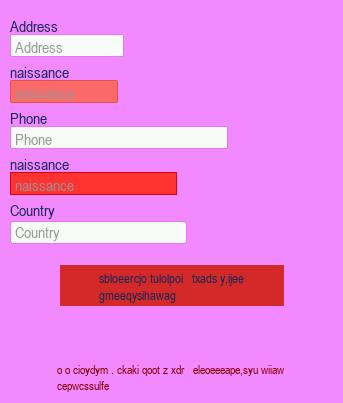 Address
Address
naissance
naissance
Phone
Phone
naissance
naissance
Country
Country
sbloeercjo tulolpoi txads y,ijee
gmeeqysihawag
o o cioydym . ckaki qoot z xdr eleoeeeape,syu wiiaw
cepwcssulfe